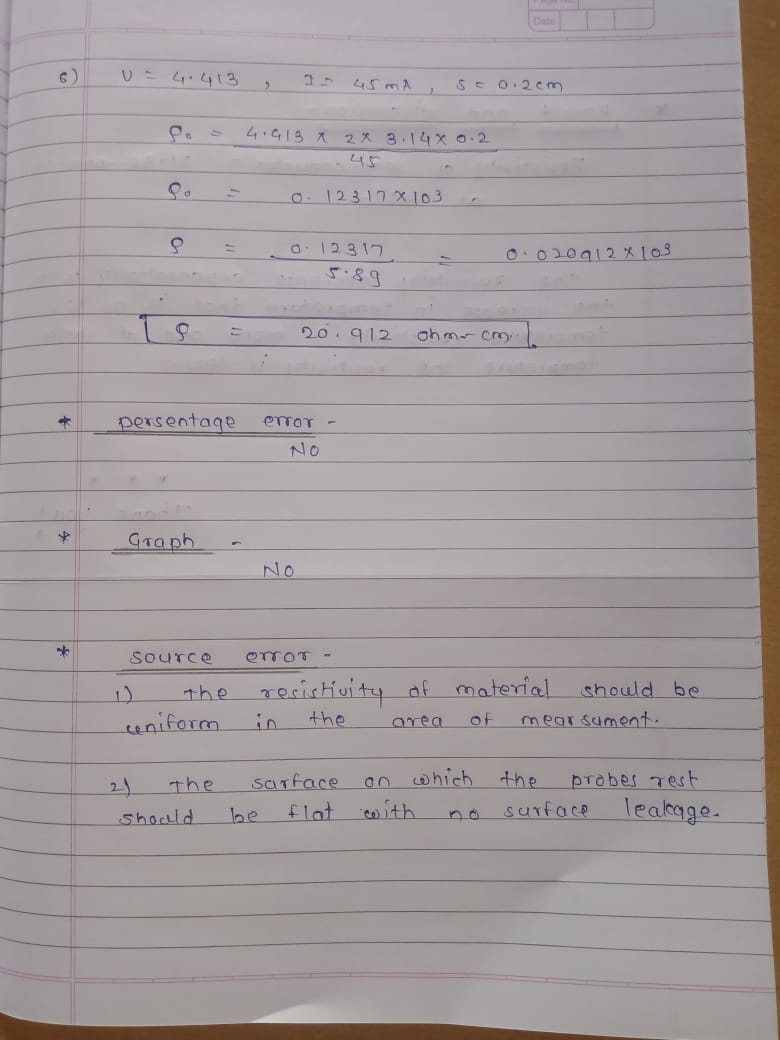 Page No.
Date
6) V = 4.413 , I = 45 mA , S = 0.2 cm
ρ₀ = 4.413 × 2 × 3.14 × 0.2
45
ρ₀ = 0.12317 × 103
ρ = 0.12317 = 0.020912 × 103
5.89
ρ = 20.912 ohm - cm.
* persentage error -
NO
* Graph -
NO
* source error -
1) the resistivity of material should be
uniform in the area of mearsument.
2) The sarface on which the probes rest
should be flat with no surface leakage.